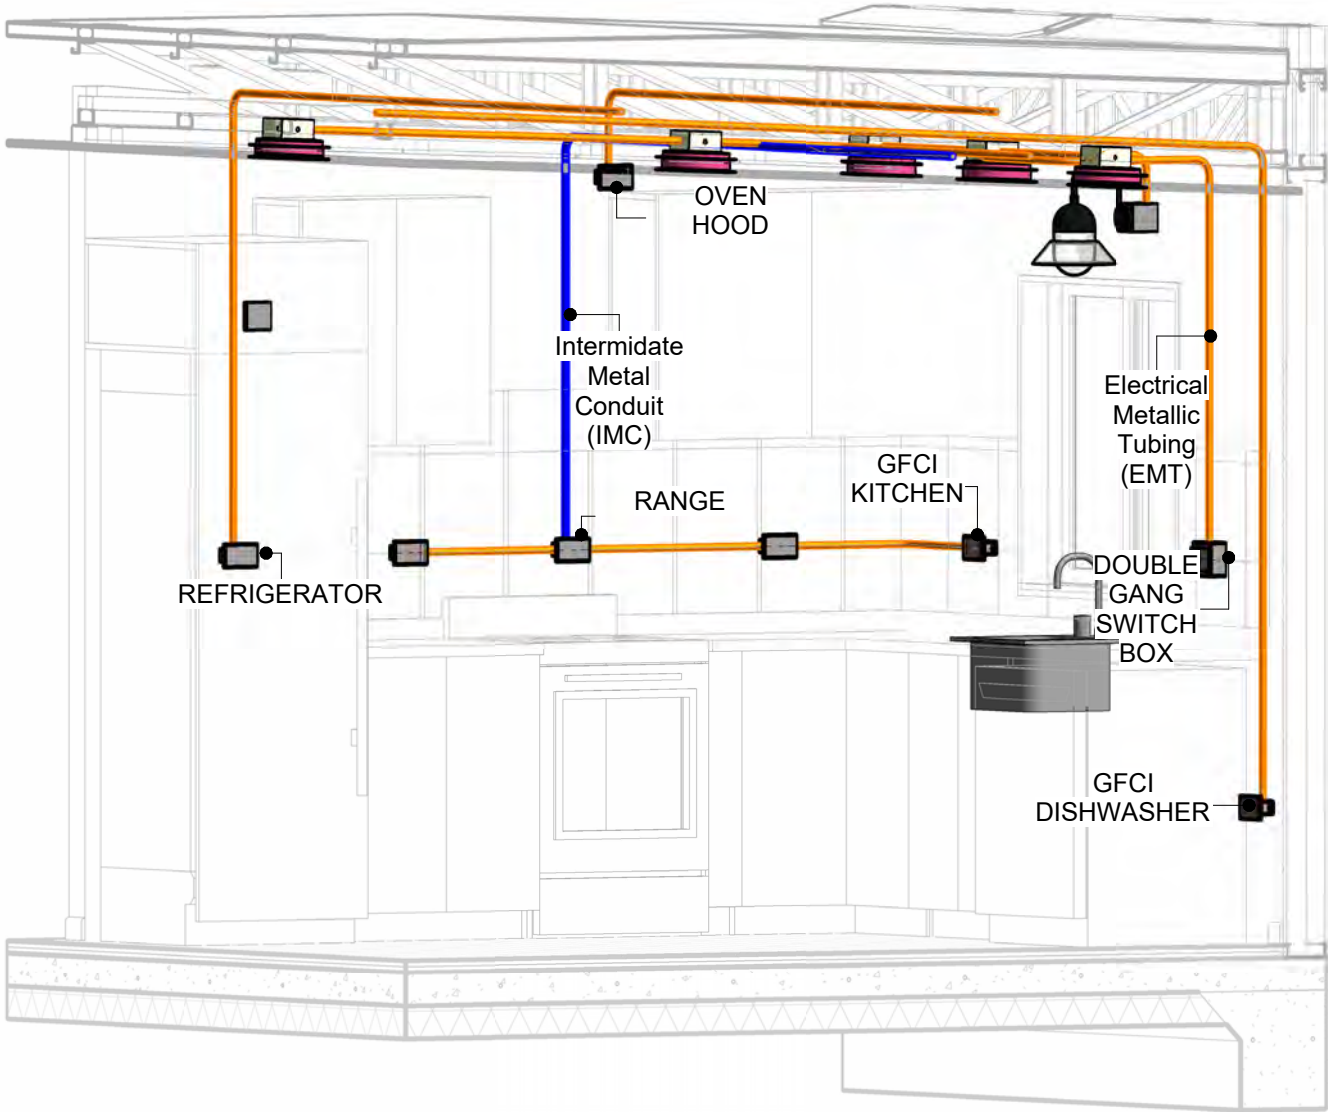 OVEN
HOOD
Intermidate
Metal
Conduit
(IMC)
Electrical
Metallic
Tubing
(EMT)
GFCI
KITCHEN
RANGE
REFRIGERATOR
DOUBLE
GANG
SWITCH
BOX
GFCI
DISHWASHER